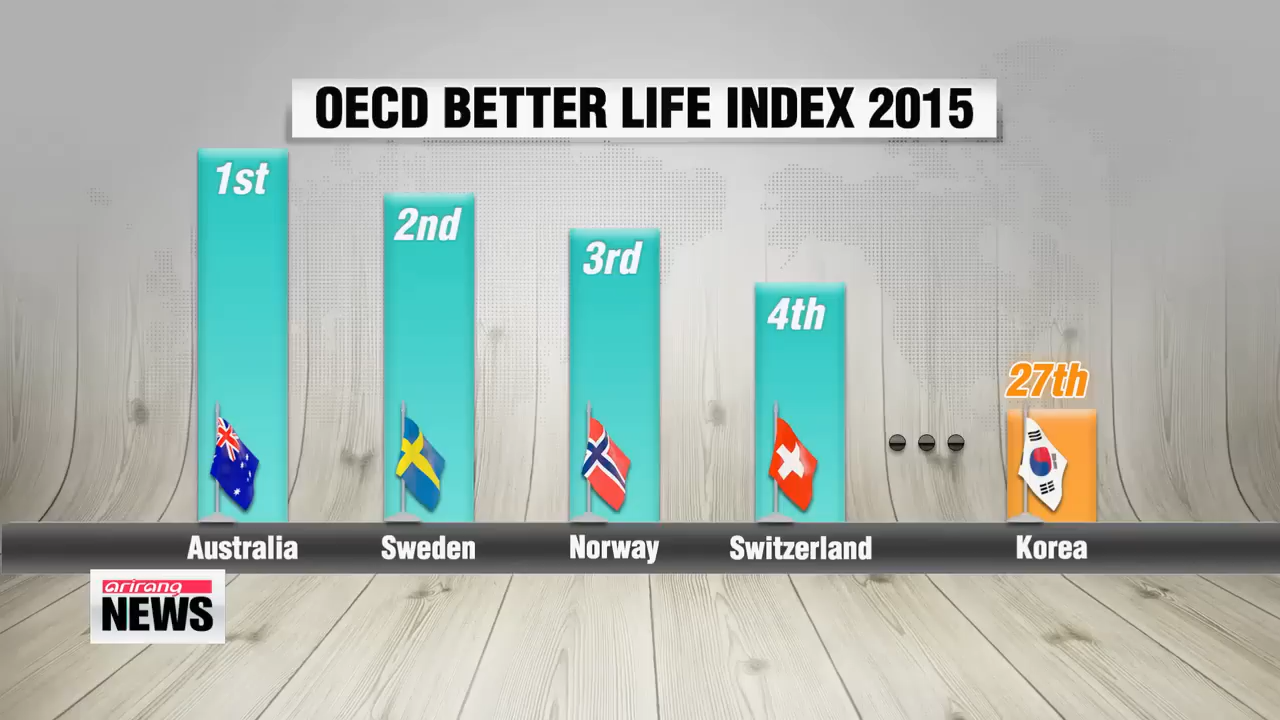 OECD BETTER LIFE INDEX 2015
1st
2nd
3rd
4th
27th
Australia
Sweden
Norway
Switzerland
Korea
arirang
NEWS